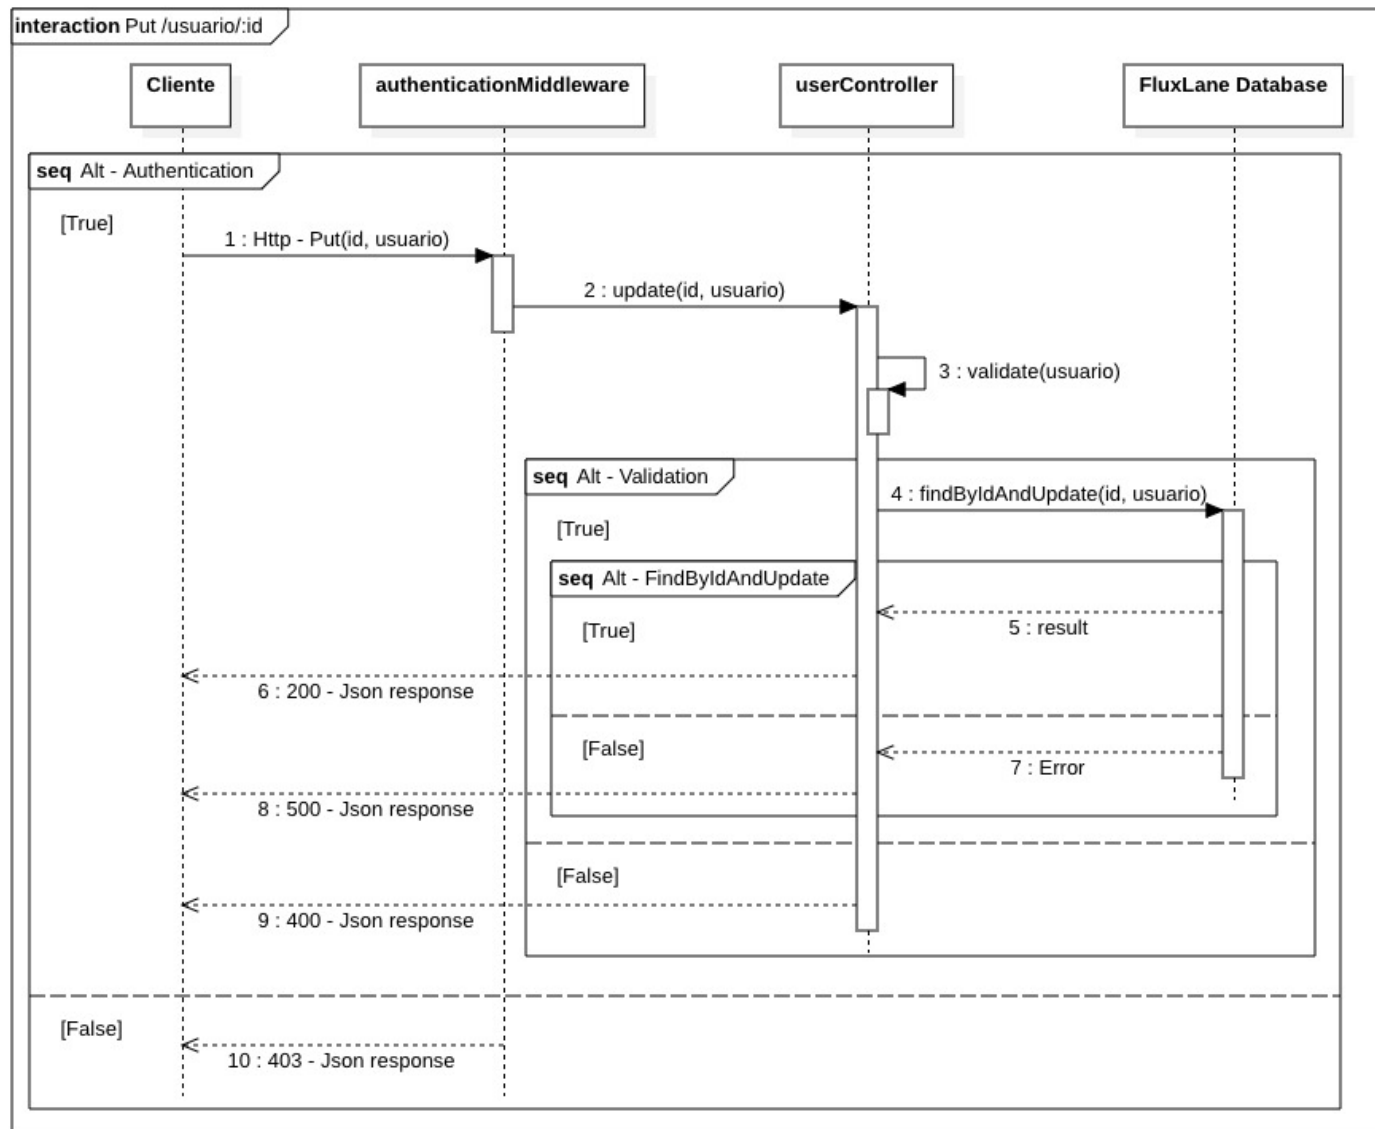 interaction Put /usuario/:id
Cliente
authenticationMiddleware
userController
FluxLane Database
seq Alt - Authentication
[True]
1 : Http - Put(id, usuario)
2 : update(id, usuario)
3 : validate(usuario)
seq Alt - Validation
4 : findByIdAndUpdate(id, usuario)
[True]
seq Alt - FindByIdAndUpdate
5 : result
[True]
6 : 200 - Json response
[False]
7 : Error
8 : 500 - Json response
[False]
9 : 400 - Json response
[False]
10 : 403 - Json response